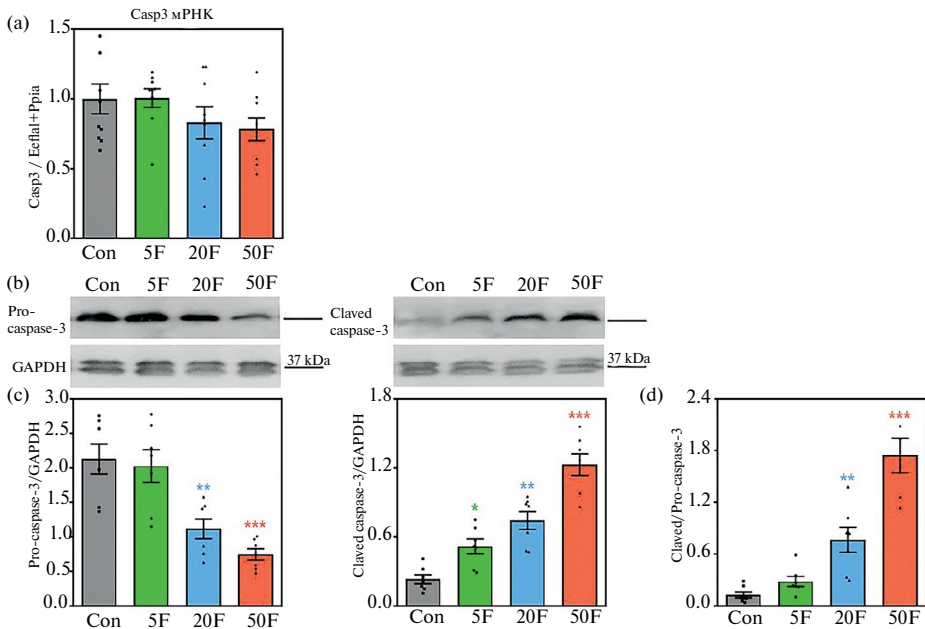 (a)
Casp3 мРНК
Casp3 / Eeflal+Ppia
1.5
1.0
0.5
0.0
Con 5F 20F 50F
(b)
Con 5F 20F 50F
Pro-
caspase-3
GAPDH
37 kDa
Con 5F 20F 50F
Claved
caspase-3
37 kDa
(c)
Pro-caspase-3/GAPDH
3.0
2.5
2.0
1.5
1.0
0.5
0.0
**
***
Con 5F 20F 50F
Claved caspase-3/GAPDH
1.8
1.2
0.6
0.0
*
**
***
Con 5F 20F 50F
(d)
Claved/Pro-caspase-3
2.4
1.8
1.2
0.6
0.0
**
***
Con 5F 20F 50F